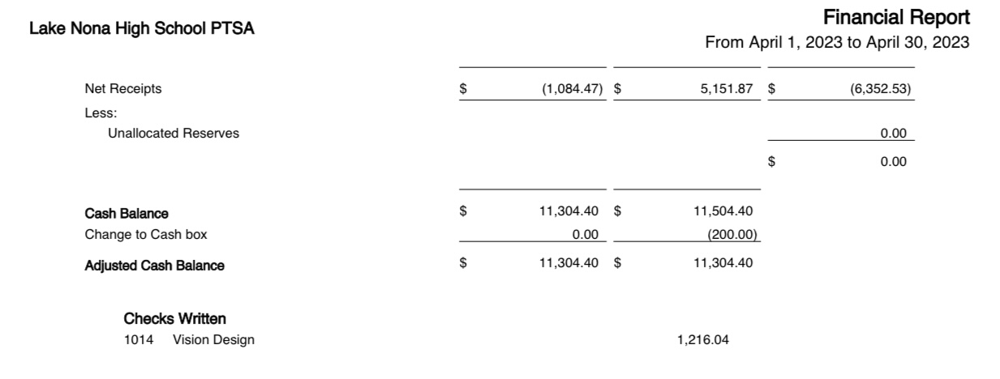 Lake Nona High School PTSA
Financial Report
From April 1, 2023 to April 30, 2023
Net Receipts $ (1,084.47) $ 5,151.87 $ (6,352.53)
Less:
Unallocated Reserves 0.00
$ 0.00
Cash Balance $ 11,304.40 $ 11,504.40
Change to Cash box 0.00 (200.00)
Adjusted Cash Balance $ 11,304.40 $ 11,304.40
Checks Written
1014 Vision Design 1,216.04